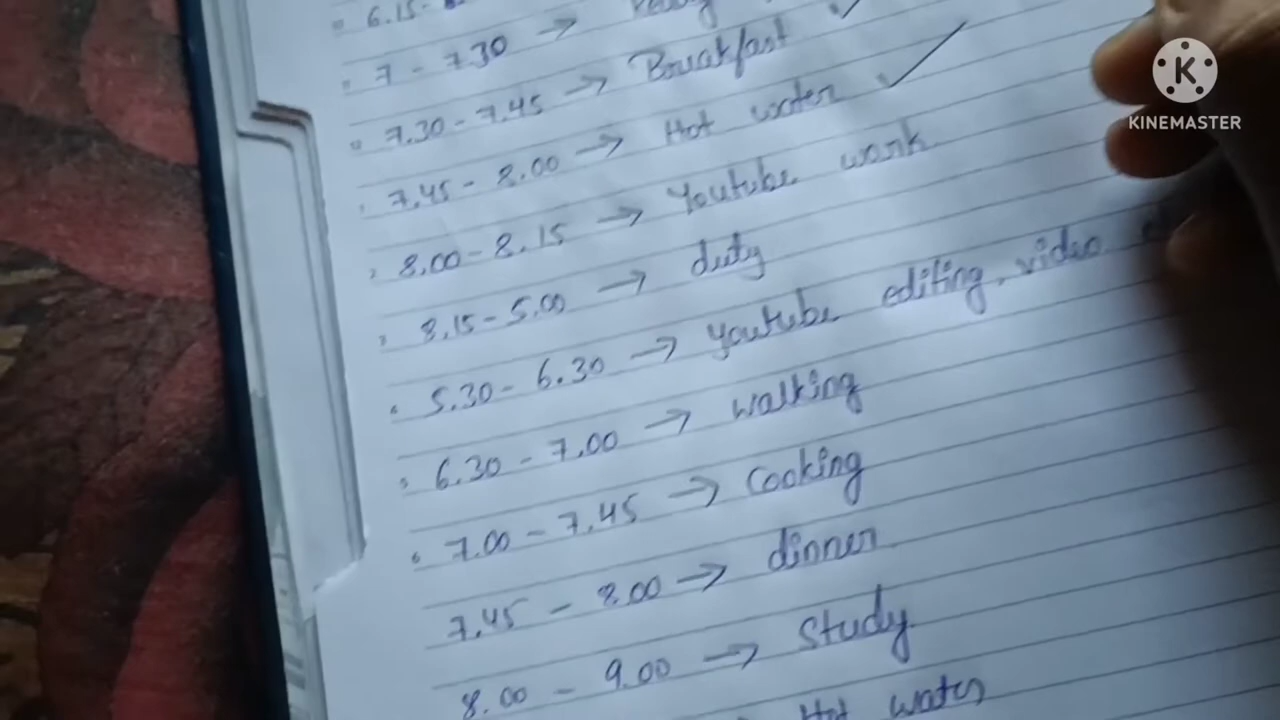 6.15-
7 - 7.30 →
7.30 - 7.45 → Breakfast
7.45 - 8.00 → Hot water
8.00 - 8.15 → Youtube work
8.15 - 5.00 → duty
5.30 - 6.30 → Youtube editing, video
6.30 - 7.00 → walking
7.00 - 7.45 → Cooking
7.45 - 8.00 → dinner
8.00 - 9.00 → Study
Hot water
K
KINEMASTER